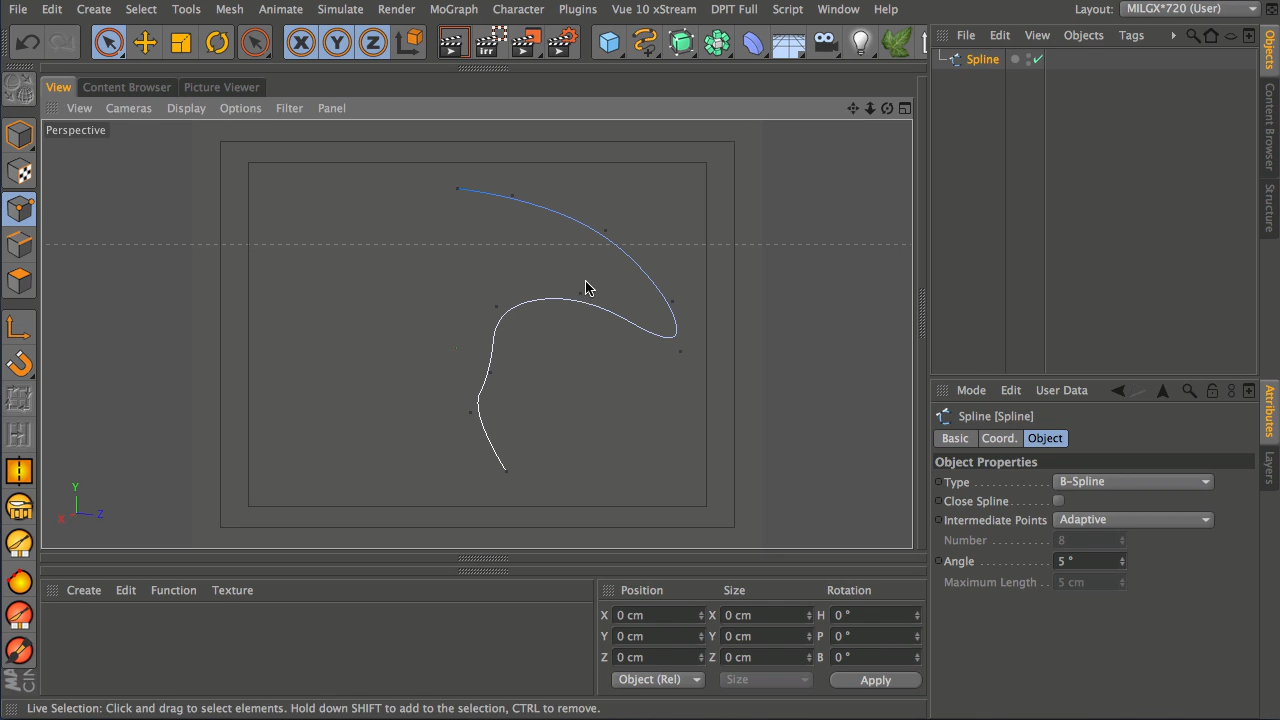 File Edit Create Select Tools Mesh Animate Simulate Render MoGraph Character Plugins Vue 10 xStream DPIT Full Script Window Help Layout: MILGX*720 (User)
X Y Z
File Edit View Objects Tags
Spline
View Content Browser Picture Viewer
View Cameras Display Options Filter Panel
Perspective
Y
X Z
Objects
Content Browser
Structure
Mode Edit User Data
Spline [Spline]
Basic Coord. Object
Object Properties
Type B-Spline
Close Spline
Intermediate Points Adaptive
Number 8
Angle 5 °
Maximum Length 5 cm
Attributes
Layers
Create Edit Function Texture
Position Size Rotation
X 0 cm X 0 cm H 0 °
Y 0 cm Y 0 cm P 0 °
Z 0 cm Z 0 cm B 0 °
Object (Rel) Size Apply
Live Selection: Click and drag to select elements. Hold down SHIFT to add to the selection, CTRL to remove.